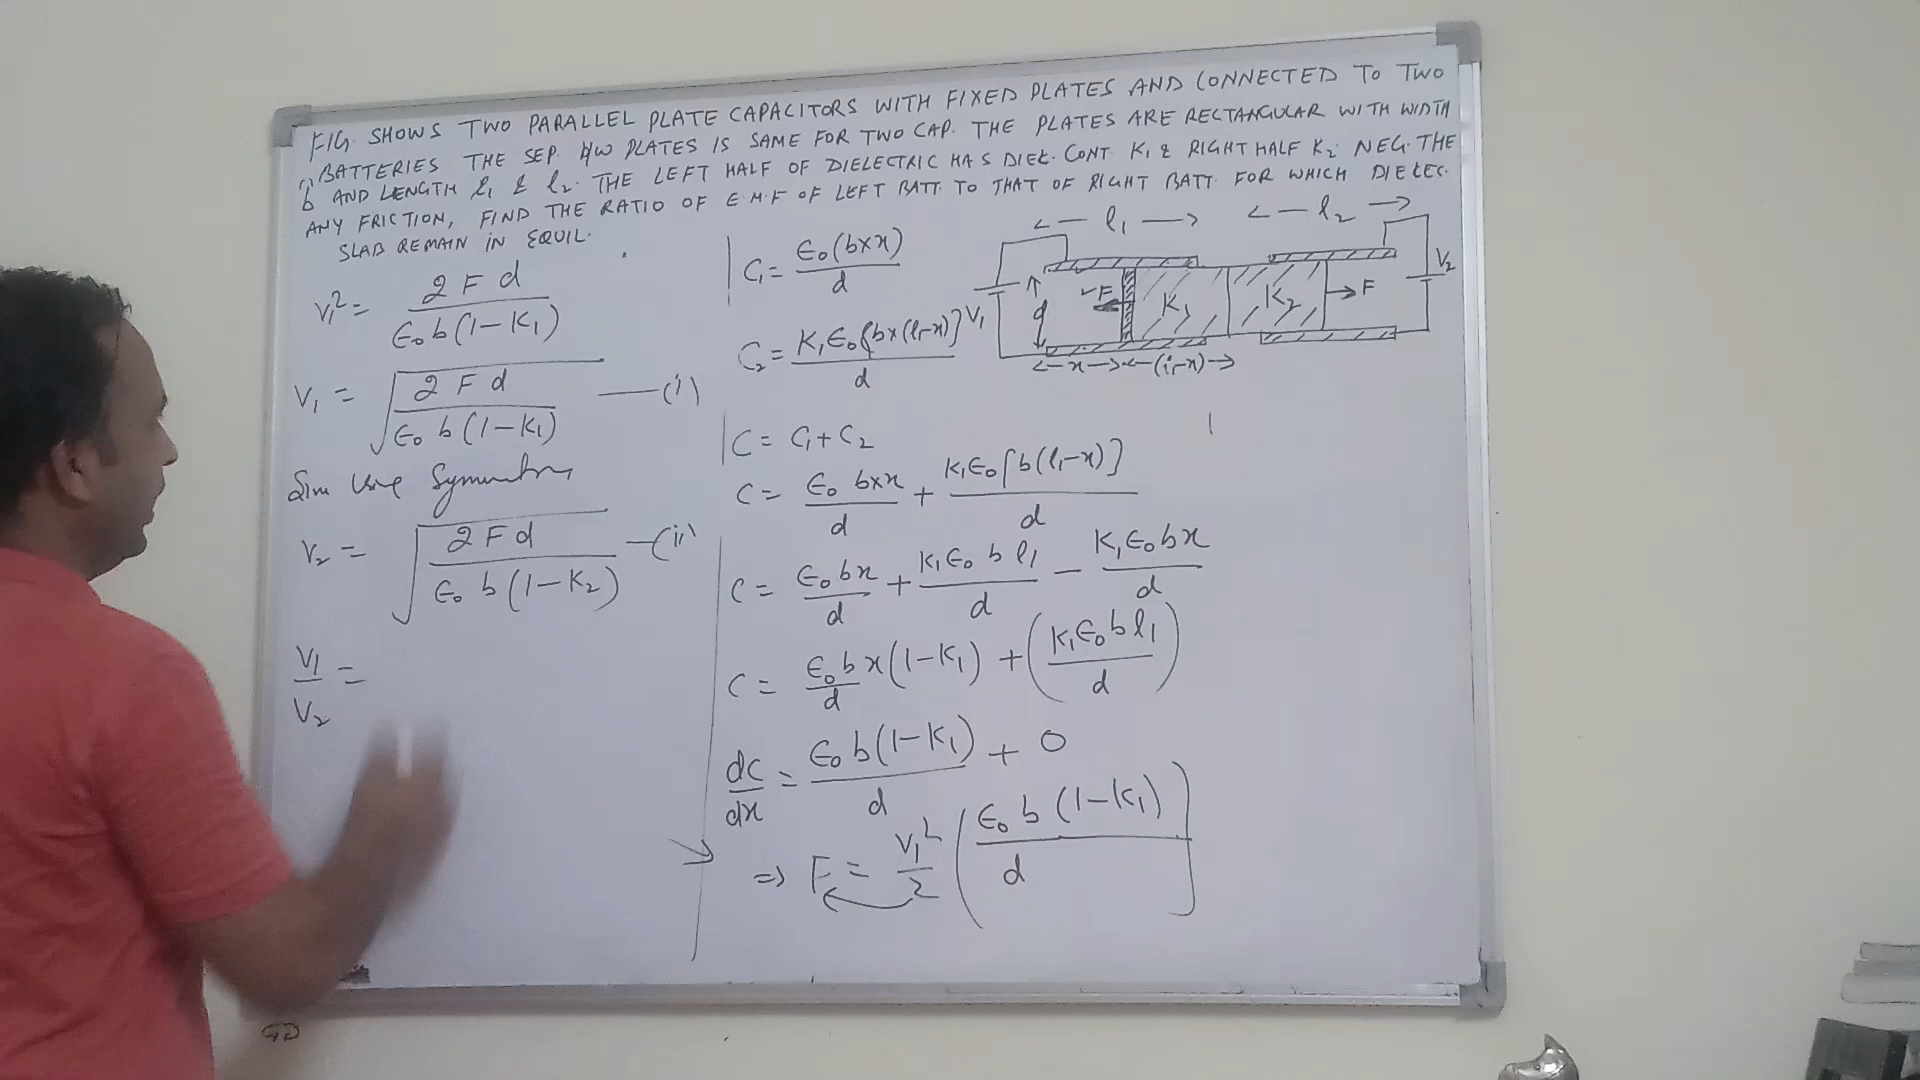 FIG. SHOWS TWO PARALLEL PLATE CAPACITORS WITH FIXED PLATES AND CONNECTED TO TWO
BATTERIES THE SEP. B/W PLATES IS SAME FOR TWO CAP. THE PLATES ARE RECTANGULAR WITH WIDTH
b AND LENGTH l₁ & l₂. THE LEFT HALF OF DIELECTRIC HAS DIEL. CONT. K₁ & RIGHT HALF K₂. NEG. THE
ANY FRICTION, FIND THE RATIO OF E.M.F OF LEFT BATT. TO THAT OF RIGHT BATT. FOR WHICH DIELEC.
SLAB REMAIN IN EQUIL.
V₁² = 2Fd / ε₀b(1-K₁)
V₁ = √(2Fd / ε₀b(1-K₁)) —(i)
Sim Using Symmetry
V₂ = √(2Fd / ε₀b(1-K₂)) —(ii)
V₁/V₂ =
C₁ = ε₀(b×x)/d
C₂ = K₁ε₀[b×(l₁-x)]/d
C = C₁+C₂
C = ε₀b×x/d + K₁ε₀[b(l₁-x)]/d
C = ε₀bx/d + K₁ε₀bl₁/d - K₁ε₀bx/d
C = ε₀b/d x(1-K₁) + (K₁ε₀bl₁/d)
dC/dx = ε₀b(1-K₁)/d + 0
⇒ F = V₁²/2 (ε₀b(1-K₁)/d)
<— l₁ —> <— l₂ —>
V₁ d F K₁ K₂ →F V₂
<—x—><—(l₁-x)—>